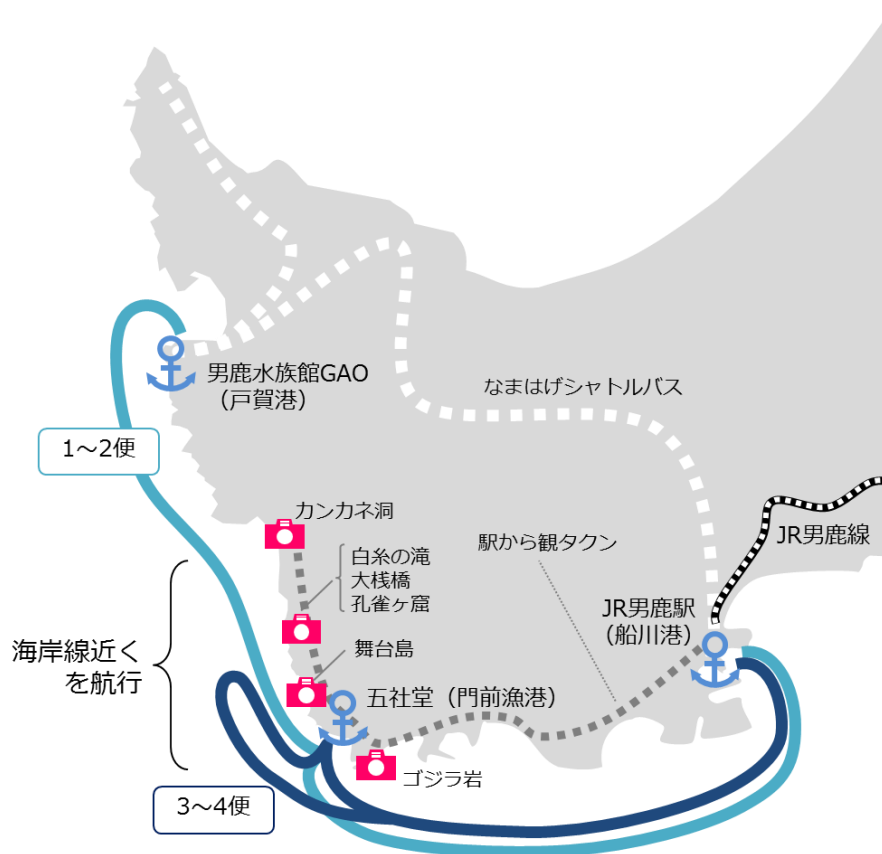 男鹿水族館GAO
（戸賀港）
なまはげシャトルバス
1～2便
カンカネ洞
JR男鹿線
駅から観タクン
白糸の滝
大桟橋
孔雀ヶ窟
JR男鹿駅
（船川港）
海岸線近く
を航行
舞台島
五社堂（門前漁港）
ゴジラ岩
3～4便